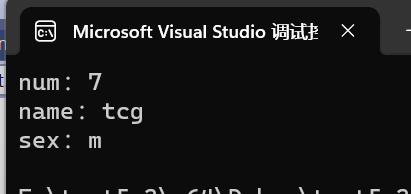 Microsoft Visual Studio 调试
num: 7
name: tcg
sex: m